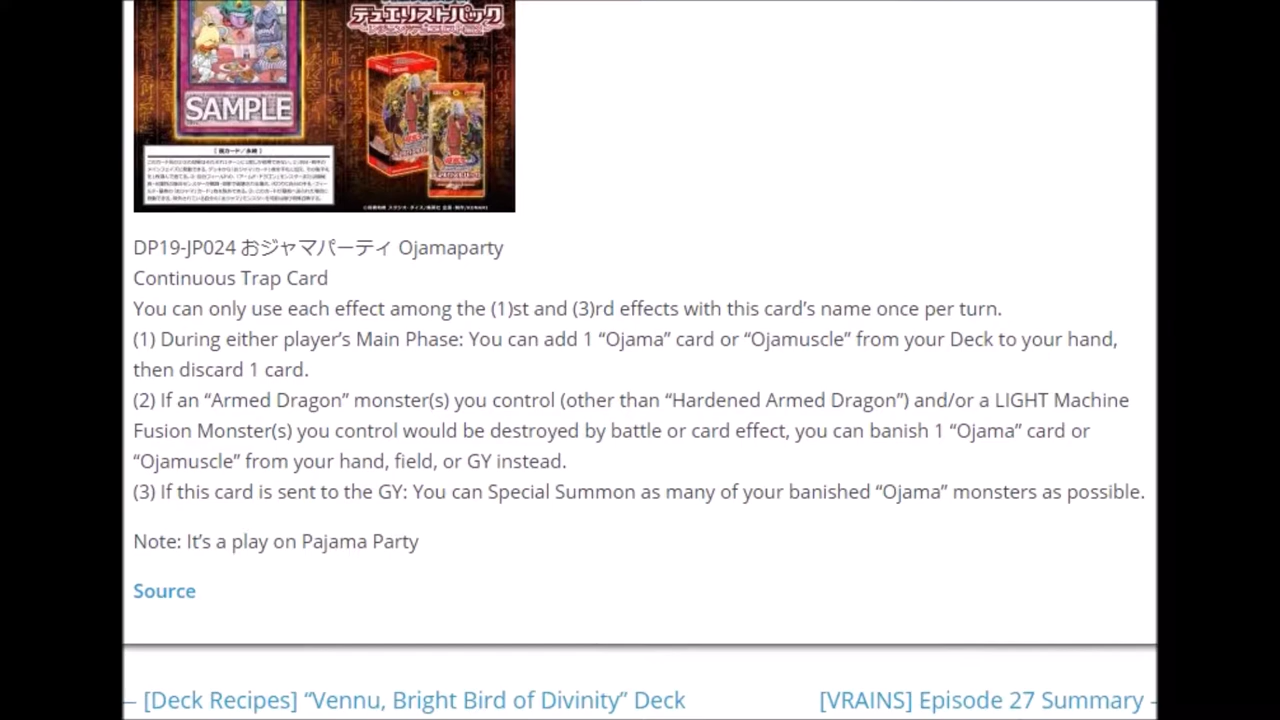 デュエリストパック
SAMPLE
DP19-JP024 おジャマパーティ Ojamaparty
Continuous Trap Card
You can only use each effect among the (1)st and (3)rd effects with this card’s name once per turn.
(1) During either player’s Main Phase: You can add 1 “Ojama” card or “Ojamuscle” from your Deck to your hand,
then discard 1 card.
(2) If an “Armed Dragon” monster(s) you control (other than “Hardened Armed Dragon”) and/or a LIGHT Machine
Fusion Monster(s) you control would be destroyed by battle or card effect, you can banish 1 “Ojama” card or
“Ojamuscle” from your hand, field, or GY instead.
(3) If this card is sent to the GY: You can Special Summon as many of your banished “Ojama” monsters as possible.
Note: It’s a play on Pajama Party
Source
← [Deck Recipes] “Vennu, Bright Bird of Divinity” Deck
[VRAINS] Episode 27 Summary